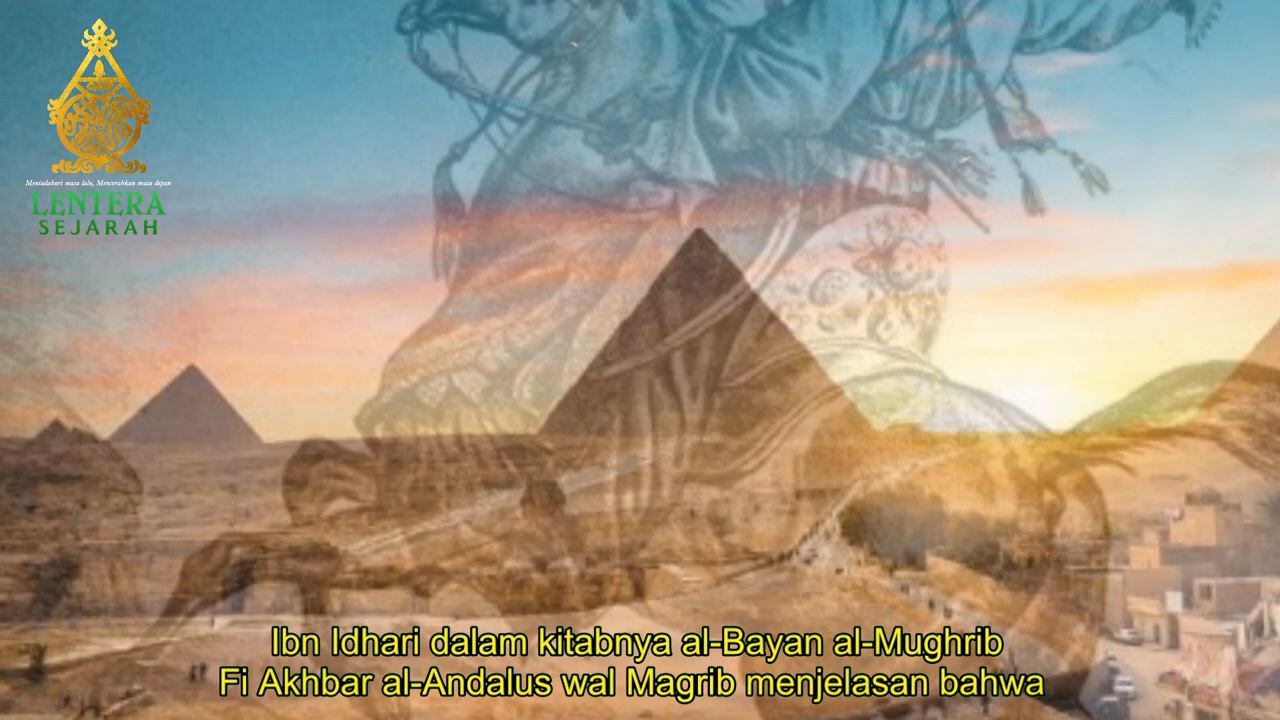 Mentadaburi masa lalu, Mencerahkan masa depan
LENTERA
SEJARAH
Ibn Idhari dalam kitabnya al-Bayan al-Mughrib
Fi Akhbar al-Andalus wal Magrib menjelasan bahwa